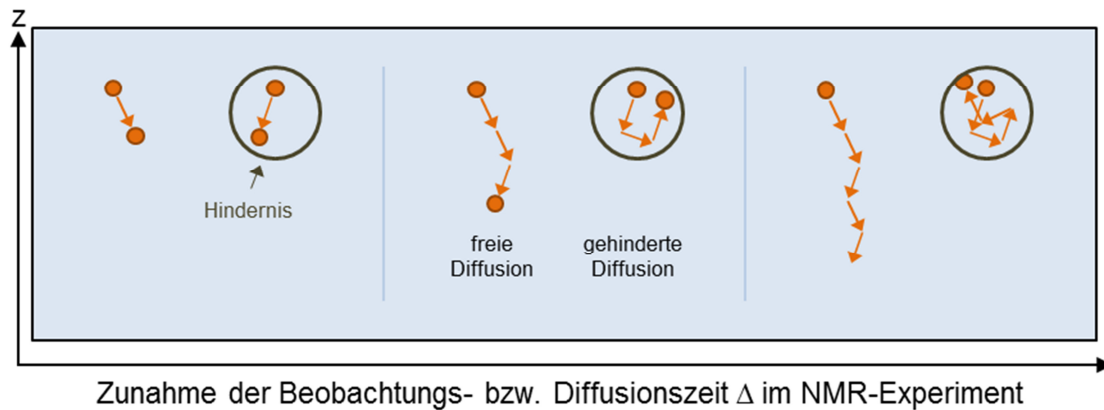 z
Hindernis
freie
Diffusion
gehinderte
Diffusion
Zunahme der Beobachtungs- bzw. Diffusionszeit Δ im NMR-Experiment